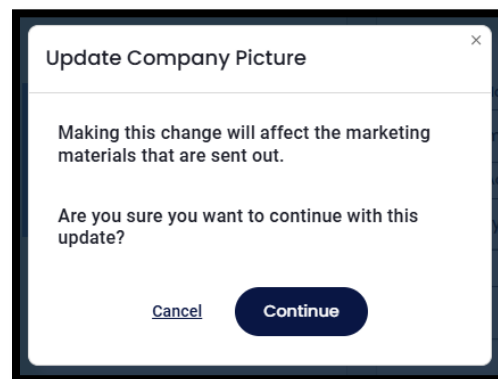 Update Company Picture
Making this change will affect the marketing
materials that are sent out.
Are you sure you want to continue with this
update?
Cancel
Continue